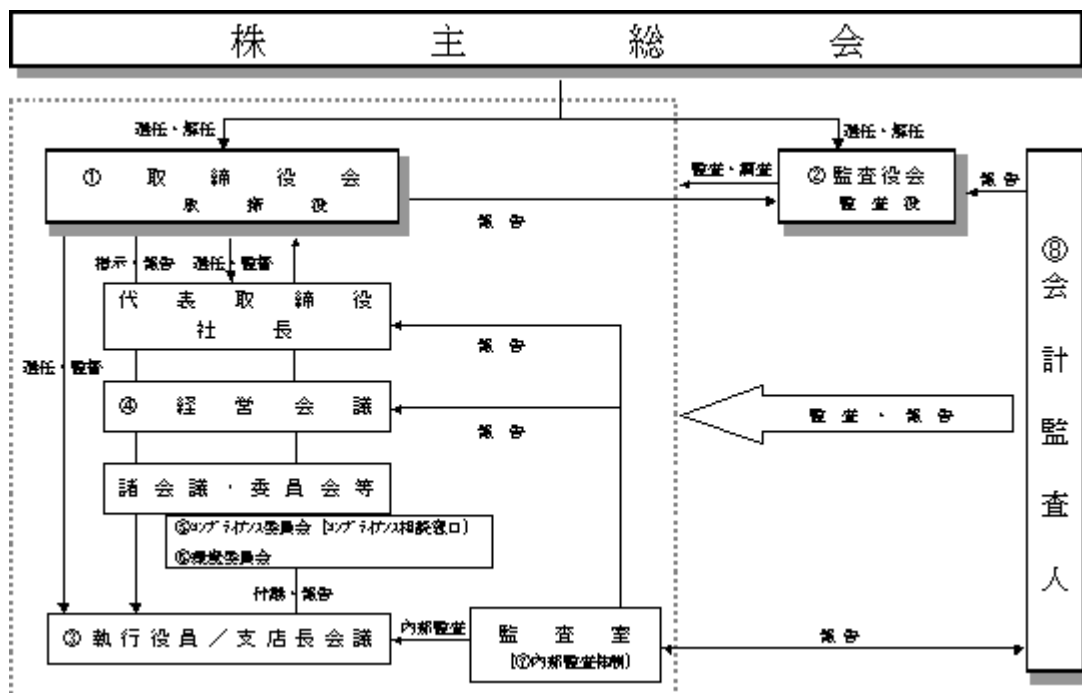 株主総会
選任・解任
選任・解任
①取締役会
取締役
監査・調査
②監査役会
監査役
報告
報告
⑧会計監査人
指示・報告
選任・監督
代表取締役
社長
報告
選任・監督
④経営会議
報告
監査・報告
諸会議・委員会等
⑤コンプライアンス委員会［コンプライアンス相談窓口］
⑥環境委員会
付議・報告
③執行役員／支店長会議
内部監査
監査室
［⑦内部監査体制］
報告